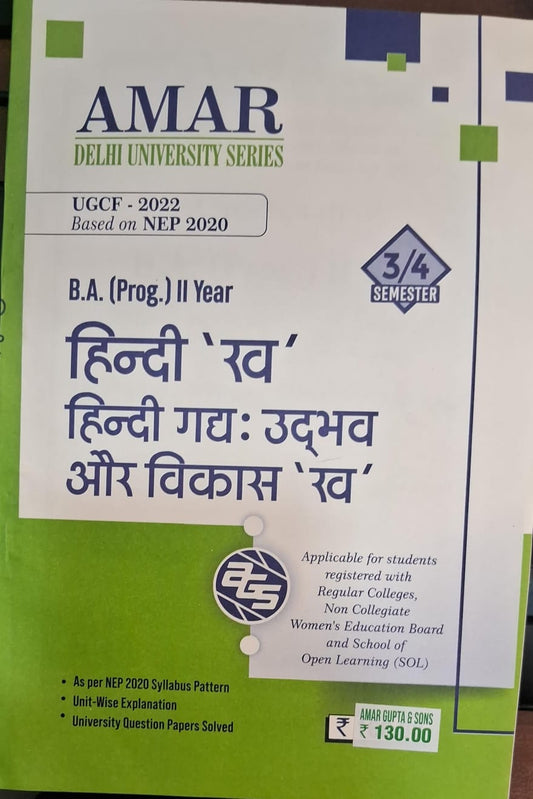 AMAR
DELHI UNIVERSITY SERIES
UGCF - 2022
Based on NEP 2020
B.A. (Prog.) II Year
3/4
SEMESTER
हिन्दी ‘ख’
हिन्दी गद्य: उद्भव
और विकास ‘ख’
AGS
Applicable for students
registered with
Regular Colleges,
Non Collegiate
Women's Education Board
and School of
Open Learning (SOL)
• As per NEP 2020 Syllabus Pattern
• Unit-Wise Explanation
• University Question Papers Solved
₹
AMAR GUPTA & SONS
₹ 130.00